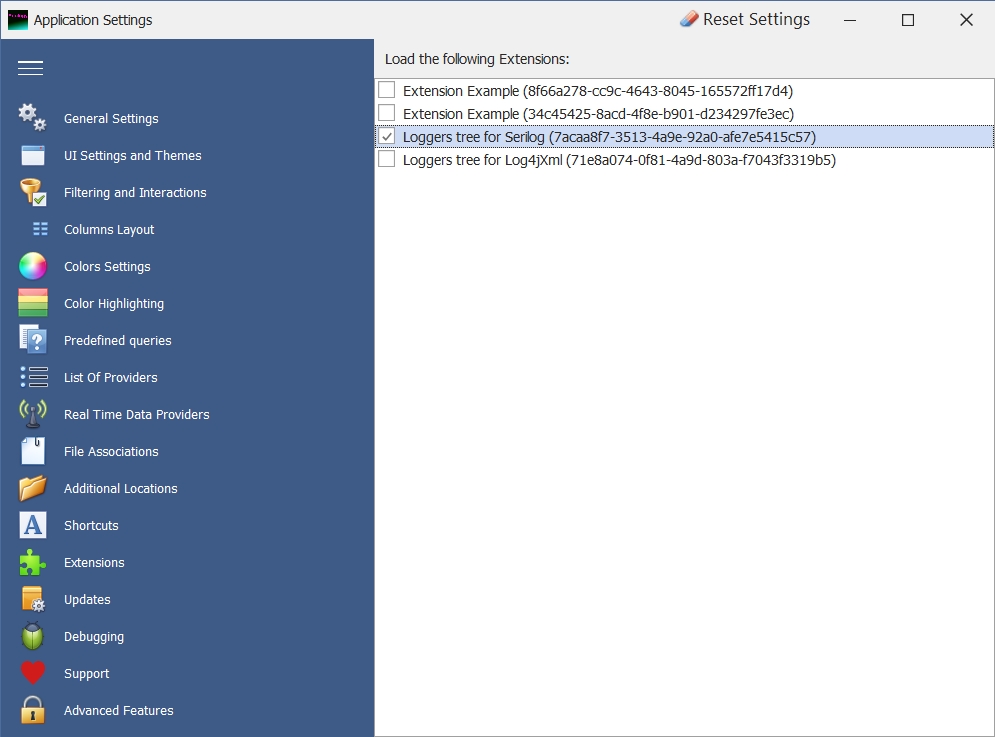 Application Settings
Reset Settings
General Settings
UI Settings and Themes
Filtering and Interactions
Columns Layout
Colors Settings
Color Highlighting
Predefined queries
List Of Providers
Real Time Data Providers
File Associations
Additional Locations
Shortcuts
Extensions
Updates
Debugging
Support
Advanced Features
Load the following Extensions:
Extension Example (8f66a278-cc9c-4643-8045-165572ff17d4)
Extension Example (34c45425-8acd-4f8e-b901-d234297fe3ec)
Loggers tree for Serilog (7acaa8f7-3513-4a9e-92a0-afe7e5415c57)
Loggers tree for Log4jXml (71e8a074-0f81-4a9d-803a-f7043f3319b5)